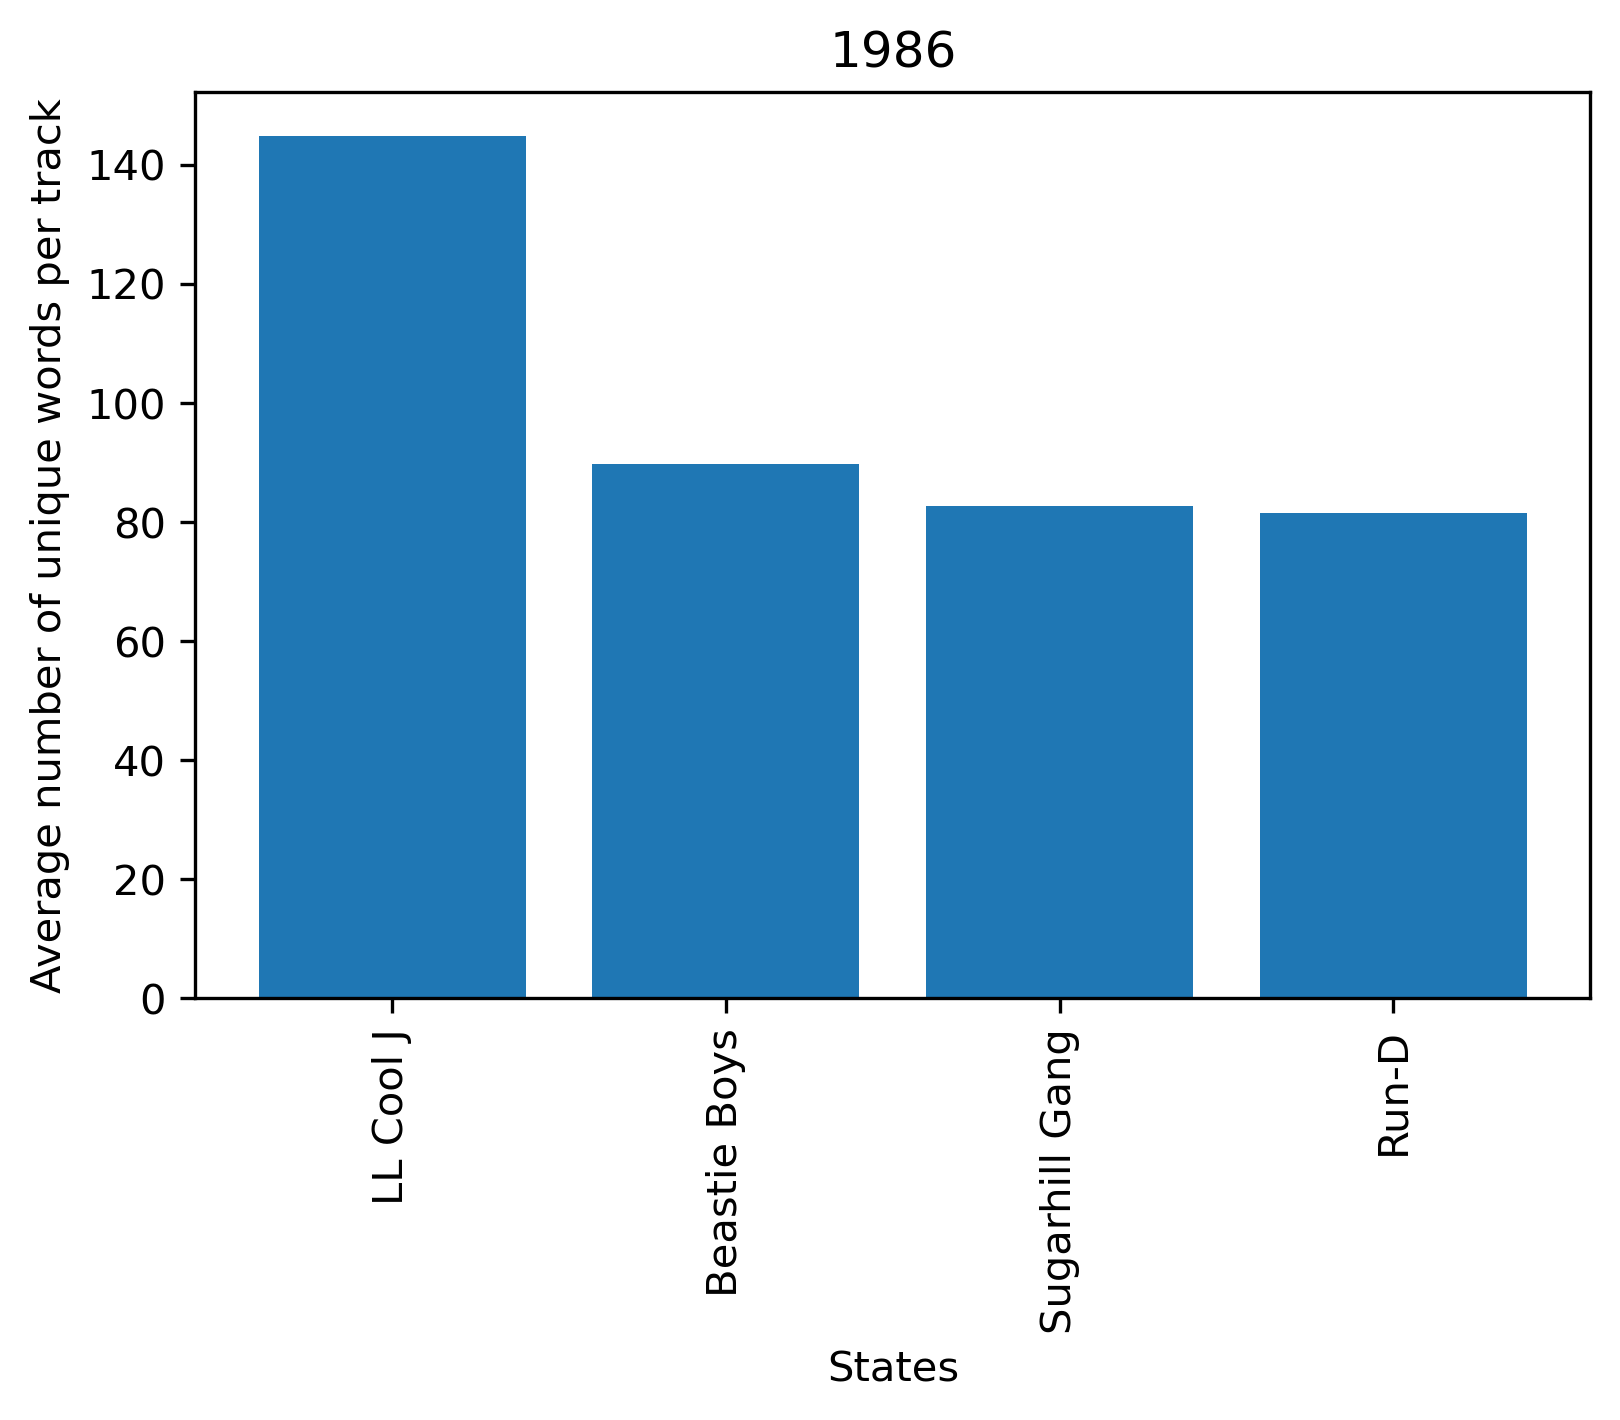 1986
Average number of unique words per track
140
120
100
80
60
40
20
0
LL Cool J
Beastie Boys
Sugarhill Gang
Run-D
States